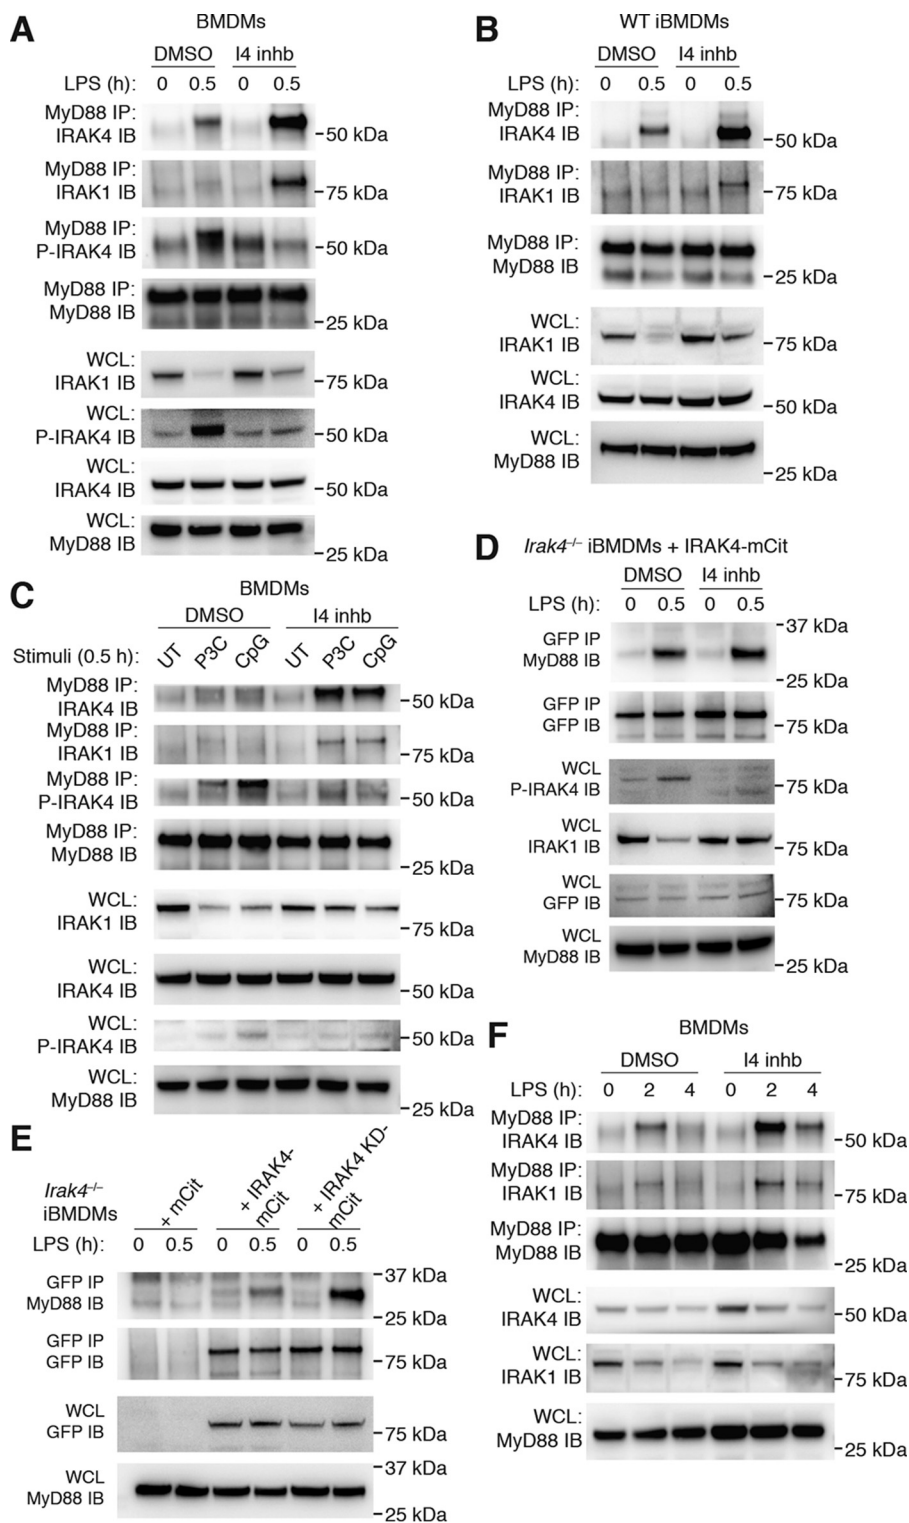 A
BMDMs
DMSO I4 inhb
LPS (h): 0 0.5 0 0.5
MyD88 IP:
IRAK4 IB
50 kDa
MyD88 IP:
IRAK1 IB
75 kDa
MyD88 IP:
P-IRAK4 IB
50 kDa
MyD88 IP:
MyD88 IB
25 kDa
WCL:
IRAK1 IB
75 kDa
WCL:
P-IRAK4 IB
50 kDa
WCL:
IRAK4 IB
50 kDa
WCL:
MyD88 IB
25 kDa
B
WT iBMDMs
DMSO I4 inhb
LPS (h): 0 0.5 0 0.5
MyD88 IP:
IRAK4 IB
50 kDa
MyD88 IP:
IRAK1 IB
75 kDa
MyD88 IP:
MyD88 IB
25 kDa
WCL:
IRAK1 IB
75 kDa
WCL:
IRAK4 IB
50 kDa
WCL:
MyD88 IB
25 kDa
C
BMDMs
DMSO I4 inhb
Stimuli (0.5 h): UT P3C CpG UT P3C CpG
MyD88 IP:
IRAK4 IB
50 kDa
MyD88 IP:
IRAK1 IB
75 kDa
MyD88 IP:
P-IRAK4 IB
50 kDa
MyD88 IP:
MyD88 IB
25 kDa
WCL:
IRAK1 IB
75 kDa
WCL:
IRAK4 IB
50 kDa
WCL:
P-IRAK4 IB
50 kDa
WCL:
MyD88 IB
25 kDa
D
Irak4–/– iBMDMs + IRAK4-mCit
DMSO I4 inhb
LPS (h): 0 0.5 0 0.5
37 kDa
GFP IP
MyD88 IB
25 kDa
GFP IP
GFP IB
75 kDa
WCL
P-IRAK4 IB
75 kDa
WCL
IRAK1 IB
75 kDa
WCL
GFP IB
75 kDa
WCL
MyD88 IB
25 kDa
E
Irak4–/–
iBMDMs
+ mCit
+ IRAK4-
mCit
+ IRAK4 KD-
mCit
LPS (h): 0 0.5 0 0.5 0 0.5
37 kDa
GFP IP
MyD88 IB
25 kDa
GFP IP
GFP IB
75 kDa
WCL
GFP IB
75 kDa
37 kDa
WCL
MyD88 IB
25 kDa
F
BMDMs
DMSO I4 inhb
LPS (h): 0 2 4 0 2 4
MyD88 IP:
IRAK4 IB
50 kDa
MyD88 IP:
IRAK1 IB
75 kDa
MyD88 IP:
MyD88 IB
25 kDa
WCL:
IRAK4 IB
50 kDa
WCL:
IRAK1 IB
75 kDa
WCL:
MyD88 IB
25 kDa